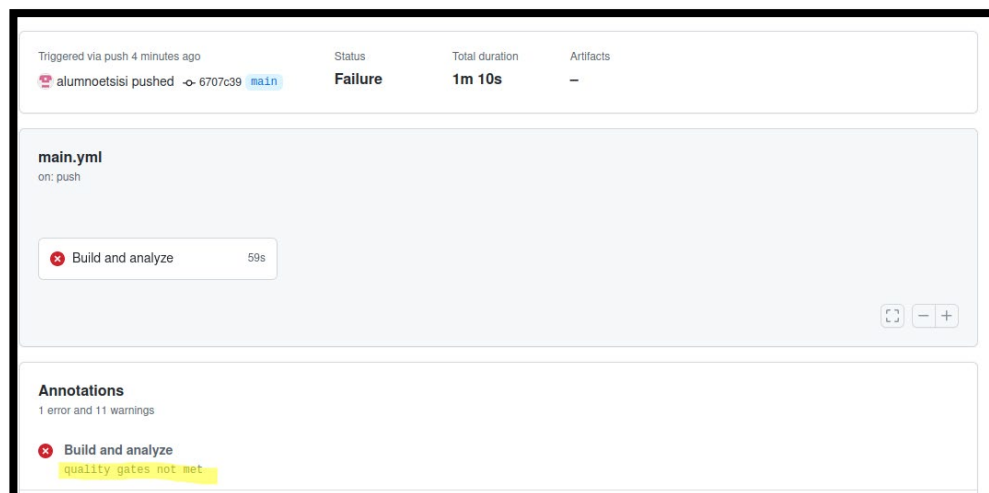 Triggered via push 4 minutes ago
Status
Total duration
Artifacts
alumnoetsisi pushed 6707c39 main
Failure
1m 10s
–
main.yml
on: push
Build and analyze 59s
Annotations
1 error and 11 warnings
Build and analyze
quality gates not met